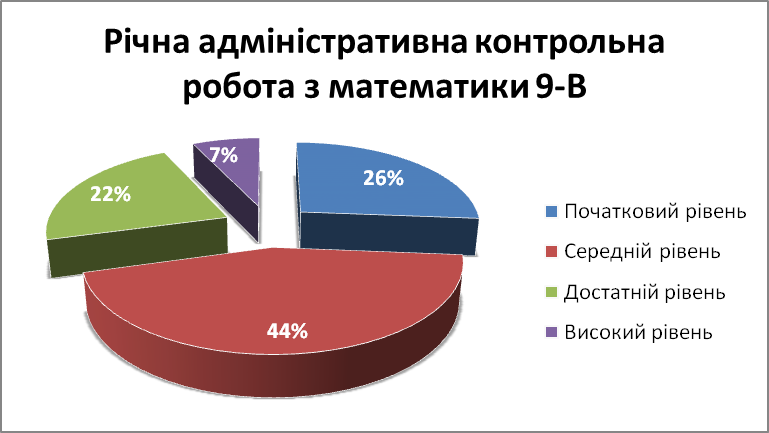 Річна адміністративна контрольна
робота з математики 9-В
7%
26%
22%
44%
Початковий рівень
Середній рівень
Достатній рівень
Високий рівень